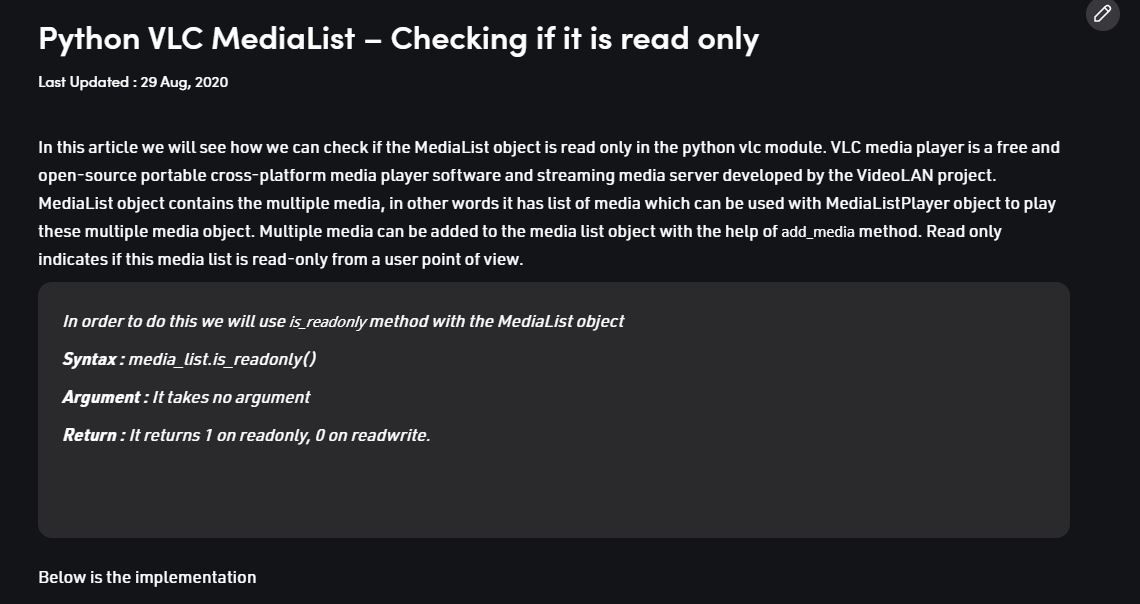 Python VLC MediaList – Checking if it is read only
Last Updated : 29 Aug, 2020
In this article we will see how we can check if the MediaList object is read only in the python vlc module. VLC media player is a free and
open-source portable cross-platform media player software and streaming media server developed by the VideoLAN project.
MediaList object contains the multiple media, in other words it has list of media which can be used with MediaListPlayer object to play
these multiple media object. Multiple media can be added to the media list object with the help of add_media method. Read only
indicates if this media list is read-only from a user point of view.
In order to do this we will use is_readonly method with the MediaList object
Syntax : media_list.is_readonly()
Argument : It takes no argument
Return : It returns 1 on readonly, 0 on readwrite.
Below is the implementation